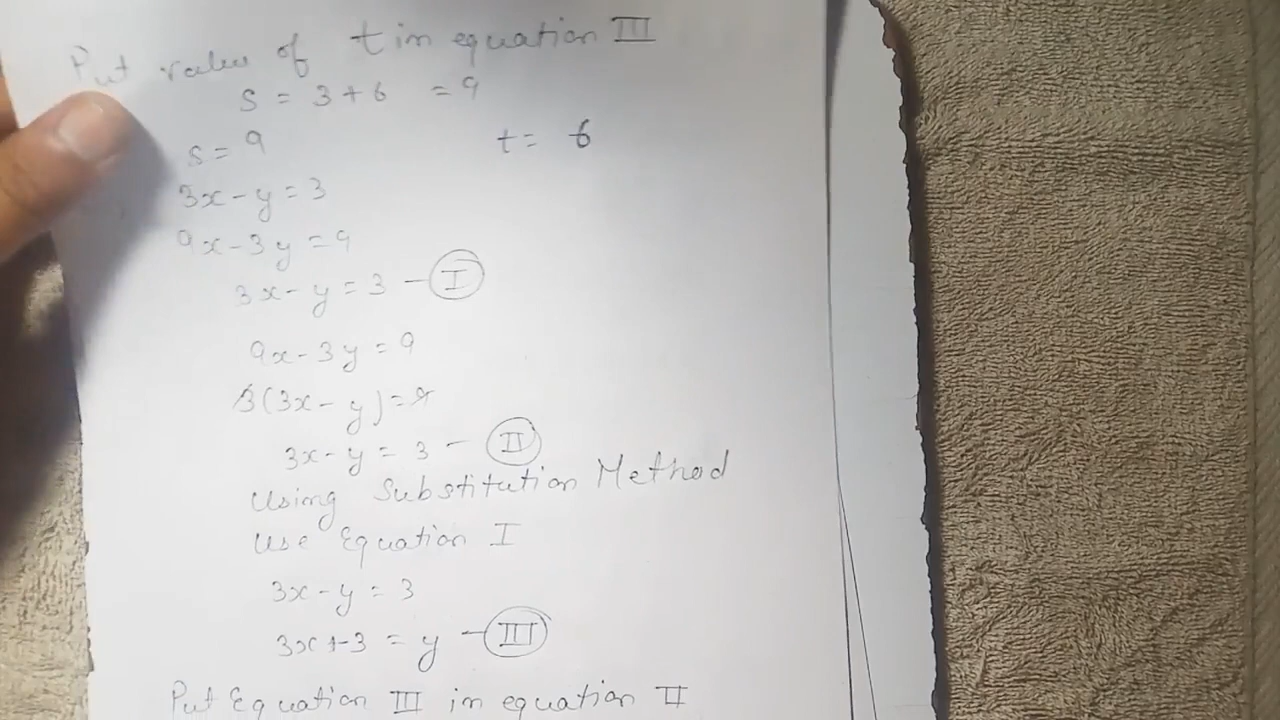 Put value of t in equation III
S = 3 + 6 = 9
S = 9 t = 6
3x - y = 3
9x - 3y = 9
3x - y = 3 - I
9x - 3y = 9
3(3x - y) = 9
3x - y = 3 - II
Using Substitution Method
Use Equation I
3x - y = 3
3x + -3 = y - III
Put Equation III in equation II